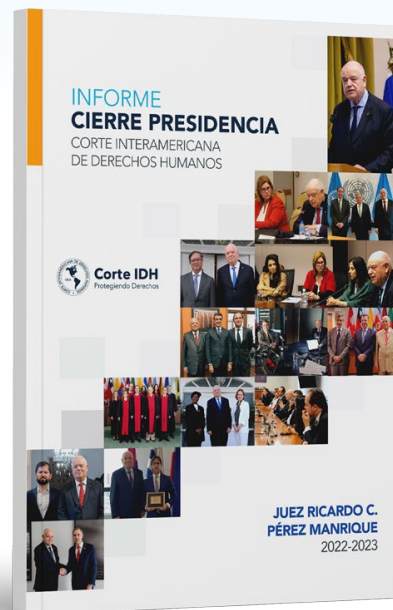 INFORME
CIERRE PRESIDENCIA
CORTE INTERAMERICANA
DE DERECHOS HUMANOS
Corte IDH
Protegiendo Derechos
JUEZ RICARDO C.
PÉREZ MANRIQUE
2022-2023